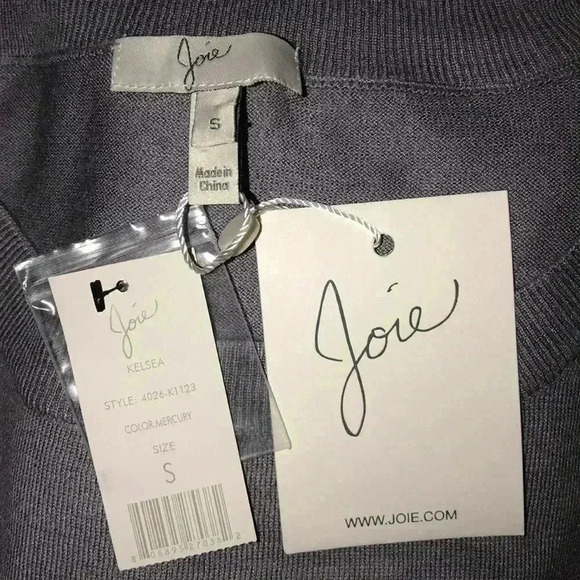 Joie
S
Made in
China
Joie
KELSEA
STYLE: 4026-K1123
COLOR:MERCURY
SIZE
S
Joie
WWW.JOIE.COM